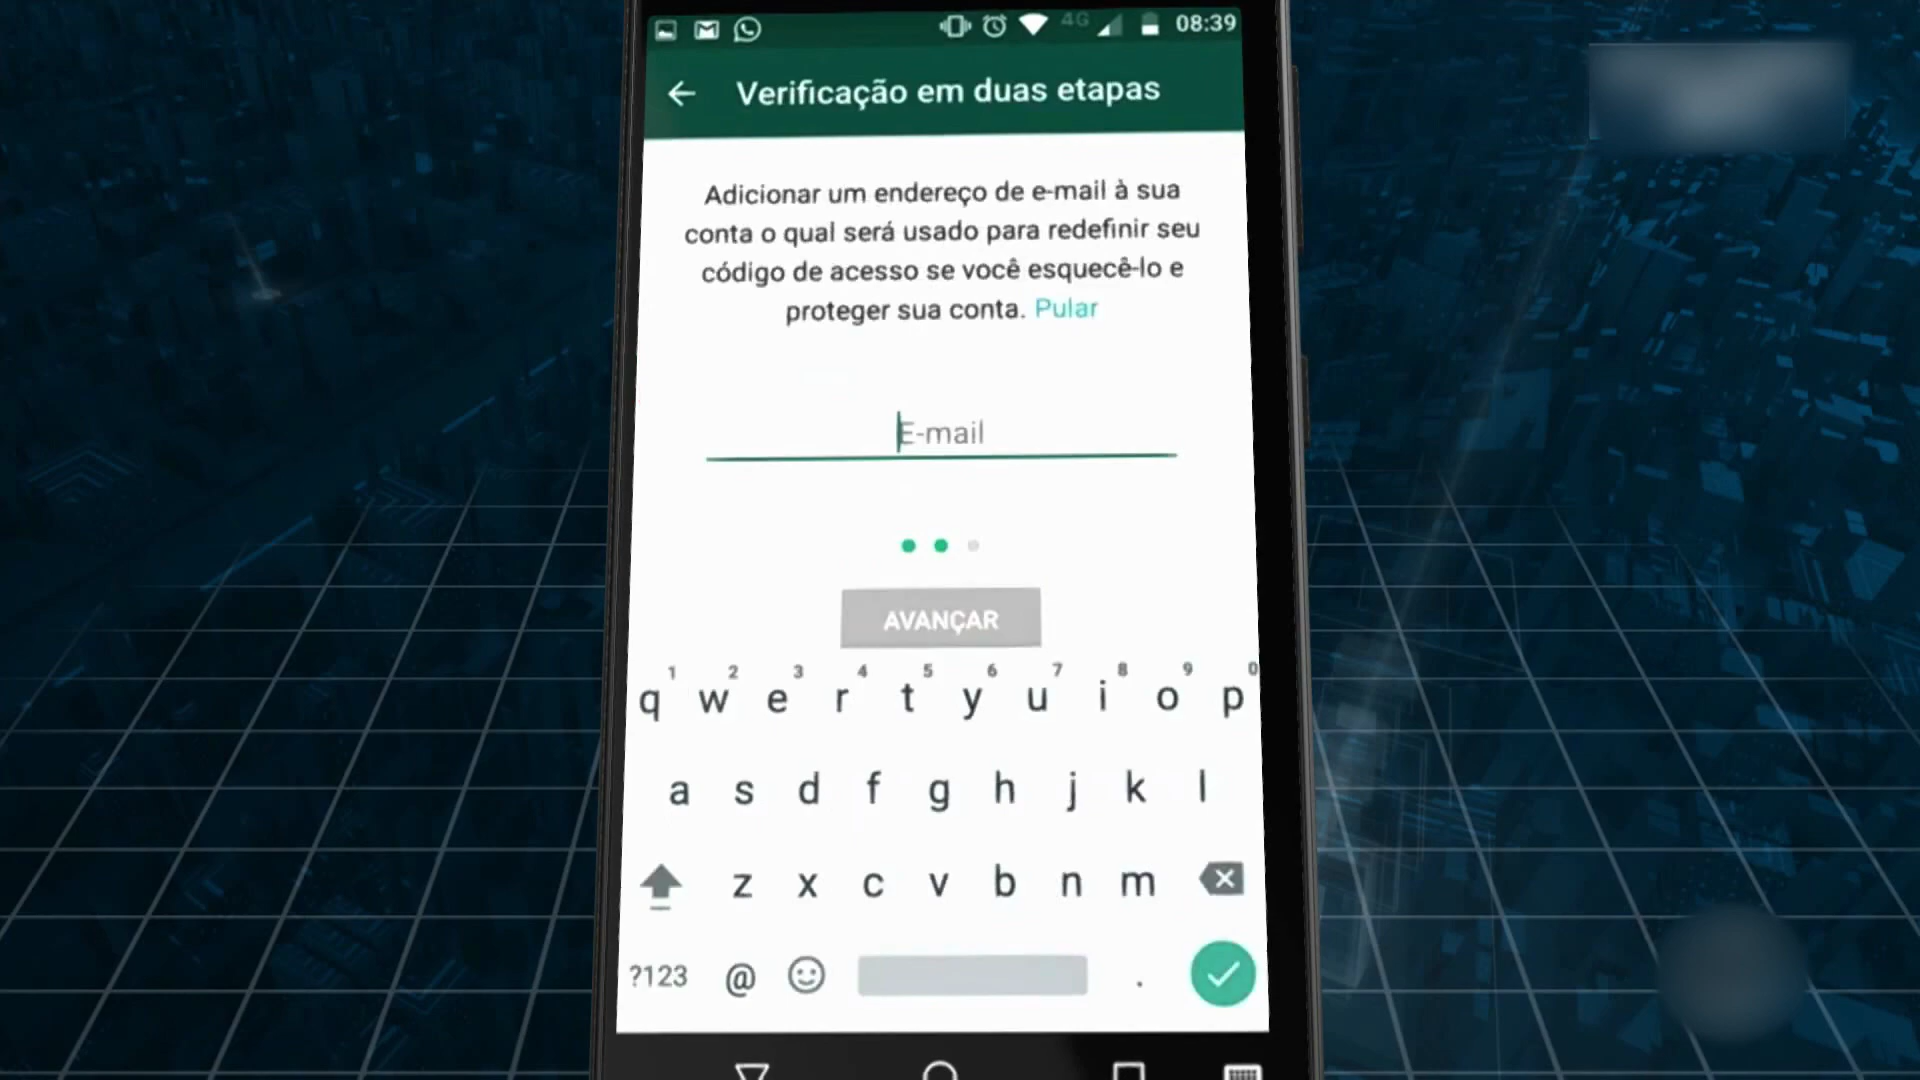 4G 08:39
Verificação em duas etapas
Adicionar um endereço de e-mail à sua
conta o qual será usado para redefinir seu
código de acesso se você esquecê-lo e
proteger sua conta. Pular
E-mail
AVANÇAR
1 2 3 4 5 6 7 8 9 0
q w e r t y u i o p
a s d f g h j k l
z x c v b n m
?123 @ .